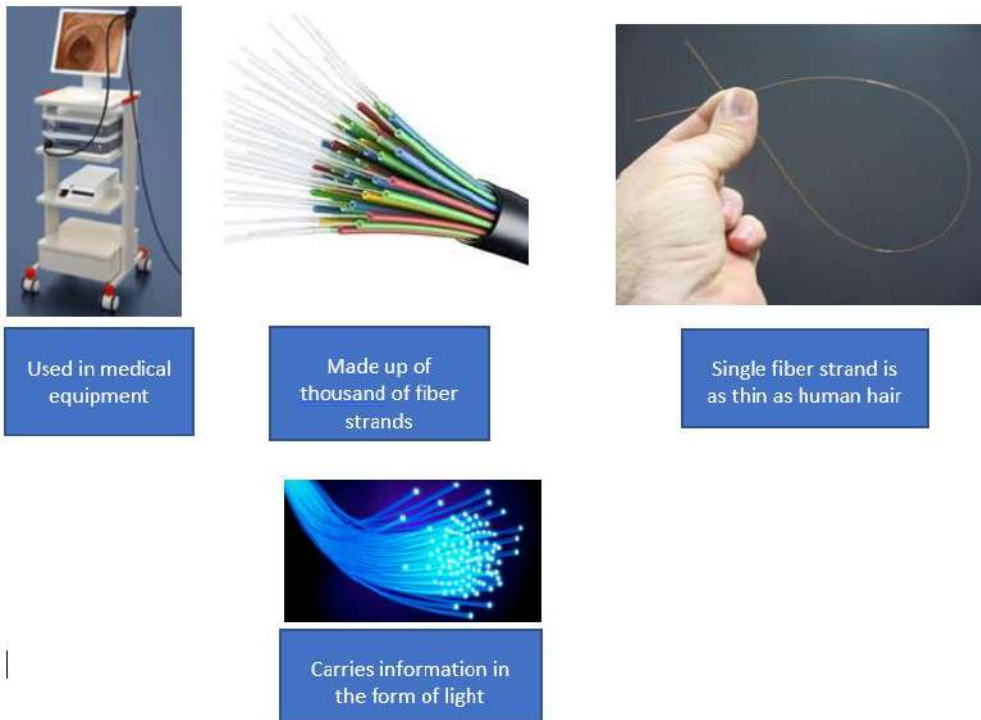 Used in medical
equipment
Made up of
thousand of fiber
strands
Single fiber strand is
as thin as human hair
Carries information in
the form of light